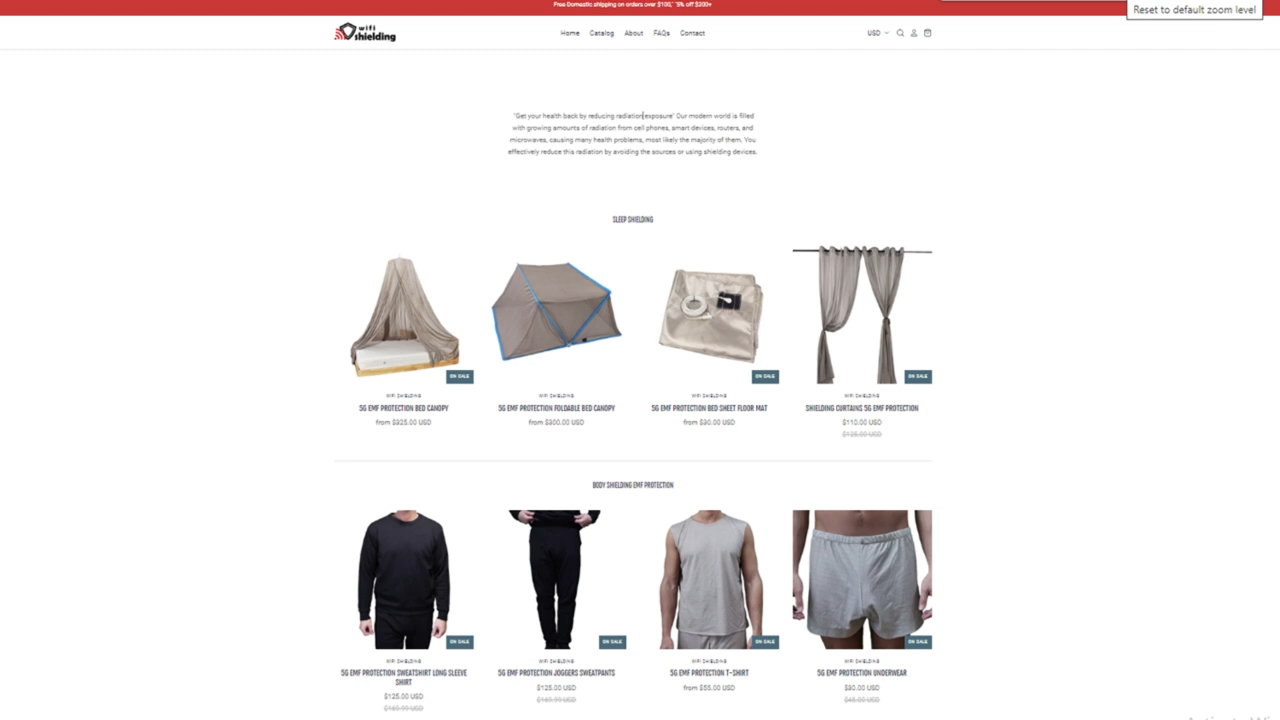 Free Domestic shipping on orders over $100," "5% off $200+
Reset to default zoom level
wifi
shielding
Home Catalog About FAQs Contact
USD
"Get your health back by reducing radiation exposure" Our modern world is filled
with growing amounts of radiation from cell phones, smart devices, routers, and
microwaves, causing many health problems, most likely the majority of them. You
effectively reduce this radiation by avoiding the sources or using shielding devices.
SLEEP SHIELDING
ON SALE ON SALE ON SALE
WIFI SHIELDING WIFI SHIELDING WIFI SHIELDING WIFI SHIELDING
5G EMF PROTECTION BED CANOPY 5G EMF PROTECTION FOLDABLE BED CANOPY 5G EMF PROTECTION BED SHEET FLOOR MAT SHIELDING CURTAINS 5G EMF PROTECTION
from $325.00 USD from $300.00 USD from $30.00 USD $110.00 USD
$125.00 USD
BODY SHIELDING EMF PROTECTION
ON SALE ON SALE ON SALE ON SALE
WIFI SHIELDING WIFI SHIELDING WIFI SHIELDING WIFI SHIELDING
5G EMF PROTECTION SWEATSHIRT LONG SLEEVE 5G EMF PROTECTION JOGGERS SWEATPANTS 5G EMF PROTECTION T-SHIRT 5G EMF PROTECTION UNDERWEAR
SHIRT
$125.00 USD from $55.00 USD $30.00 USD
$125.00 USD
$169.99 USD $45.00 USD
$169.99 USD